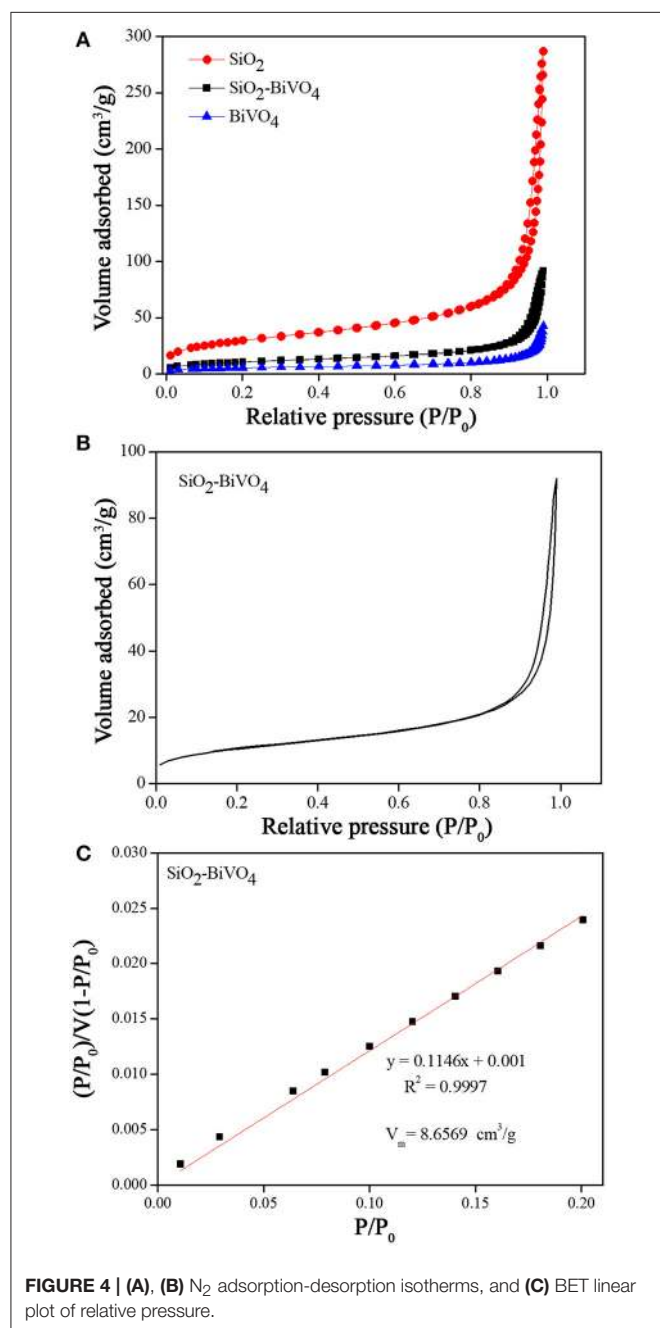 A
300
250
200
150
100
50
0
Volume adsorbed (cm³/g)
SiO₂
SiO₂-BiVO₄
BiVO₄
0.0 0.2 0.4 0.6 0.8 1.0
Relative pressure (P/P₀)
B
100
80
60
40
20
0
Volume adsorbed (cm³/g)
SiO₂-BiVO₄
0.0 0.2 0.4 0.6 0.8 1.0
Relative pressure (P/P₀)
C
0.030
0.025
0.020
0.015
0.010
0.005
0.000
(P/P₀)/V(1-P/P₀)
SiO₂-BiVO₄
y = 0.1146x + 0.001
R² = 0.9997
Vₘ = 8.6569 cm³/g
0.00 0.05 0.10 0.15 0.20
P/P₀
FIGURE 4 | (A), (B) N₂ adsorption-desorption isotherms, and (C) BET linear
plot of relative pressure.